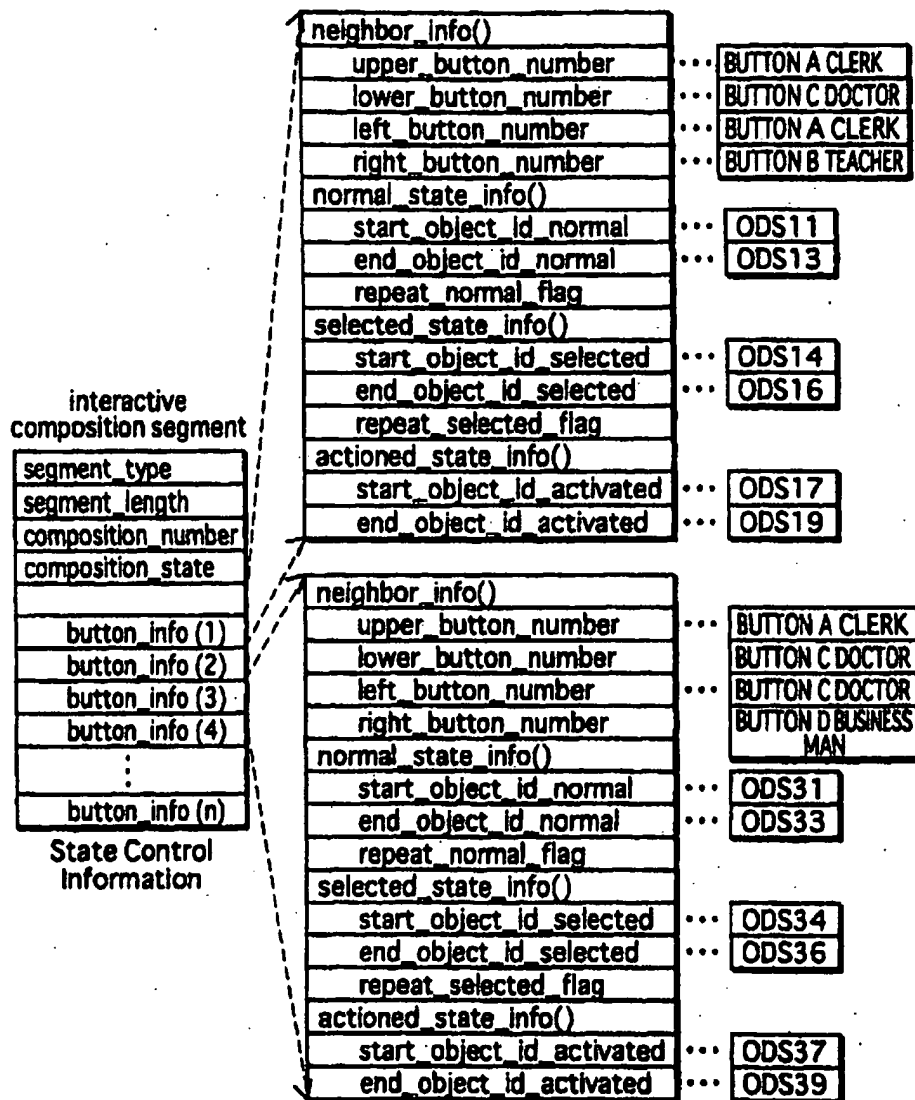 neighbor_info()
upper_button_number ... BUTTON A CLERK
lower_button_number ... BUTTON C DOCTOR
left_button_number ... BUTTON A CLERK
right_button_number ... BUTTON B TEACHER
normal_state_info()
start_object_id_normal ... ODS11
end_object_id_normal ... ODS13
repeat_normal_flag
selected_state_info()
start_object_id_selected ... ODS14
end_object_id_selected ... ODS16
repeat_selected_flag
actioned_state_info()
start_object_id_activated ... ODS17
end_object_id_activated ... ODS19
interactive
composition segment
segment_type
segment_length
composition_number
composition_state
button_info (1)
button_info (2)
button_info (3)
button_info (4)
⋮
button_info (n)
State Control
Information
neighbor_info()
upper_button_number ... BUTTON A CLERK
lower_button_number BUTTON C DOCTOR
left_button_number ... BUTTON C DOCTOR
right_button_number BUTTON D BUSINESS
MAN
normal_state_info()
start_object_id_normal ... ODS31
end_object_id_normal ... ODS33
repeat_normal_flag
selected_state_info()
start_object_id_selected ... ODS34
end_object_id_selected ... ODS36
repeat_selected_flag
actioned_state_info()
start_object_id_activated ... ODS37
end_object_id_activated ... ODS39